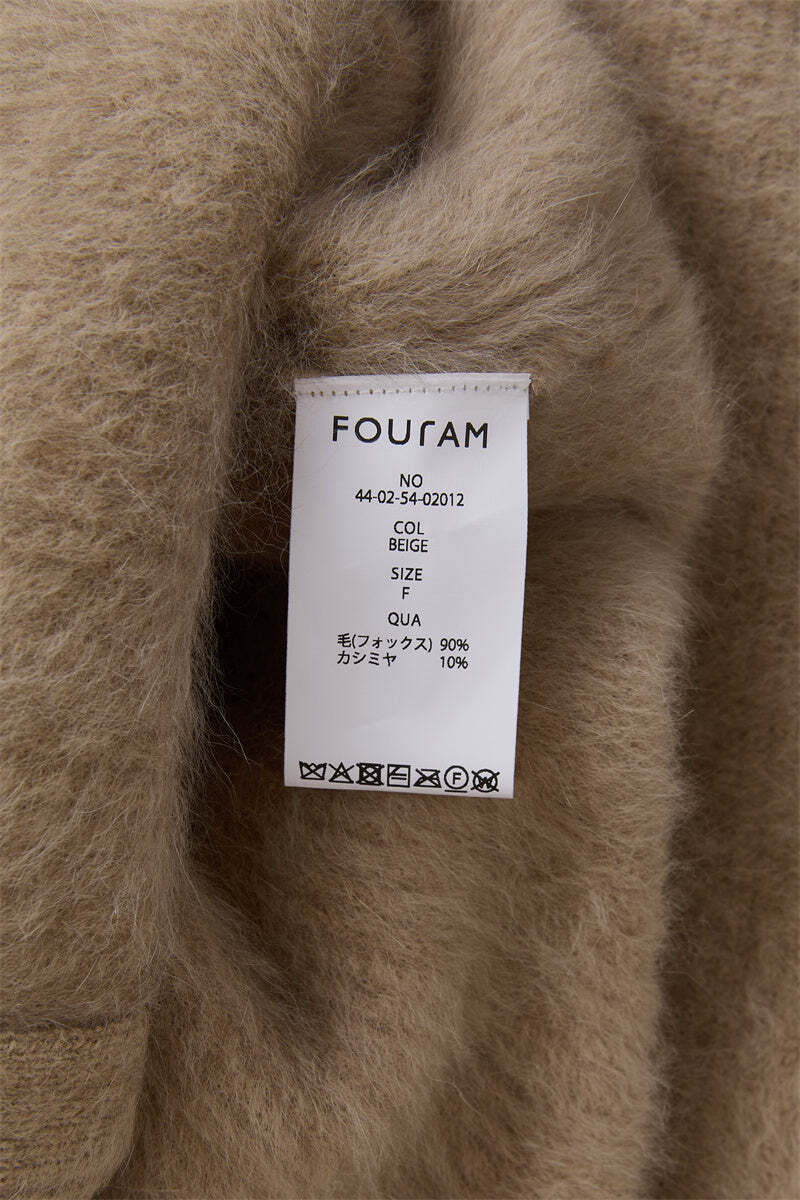 FOURAM
NO
44-02-54-02012
COL
BEIGE
SIZE
F
QUA
毛(フォックス) 90%
カシミヤ 10%
F
W